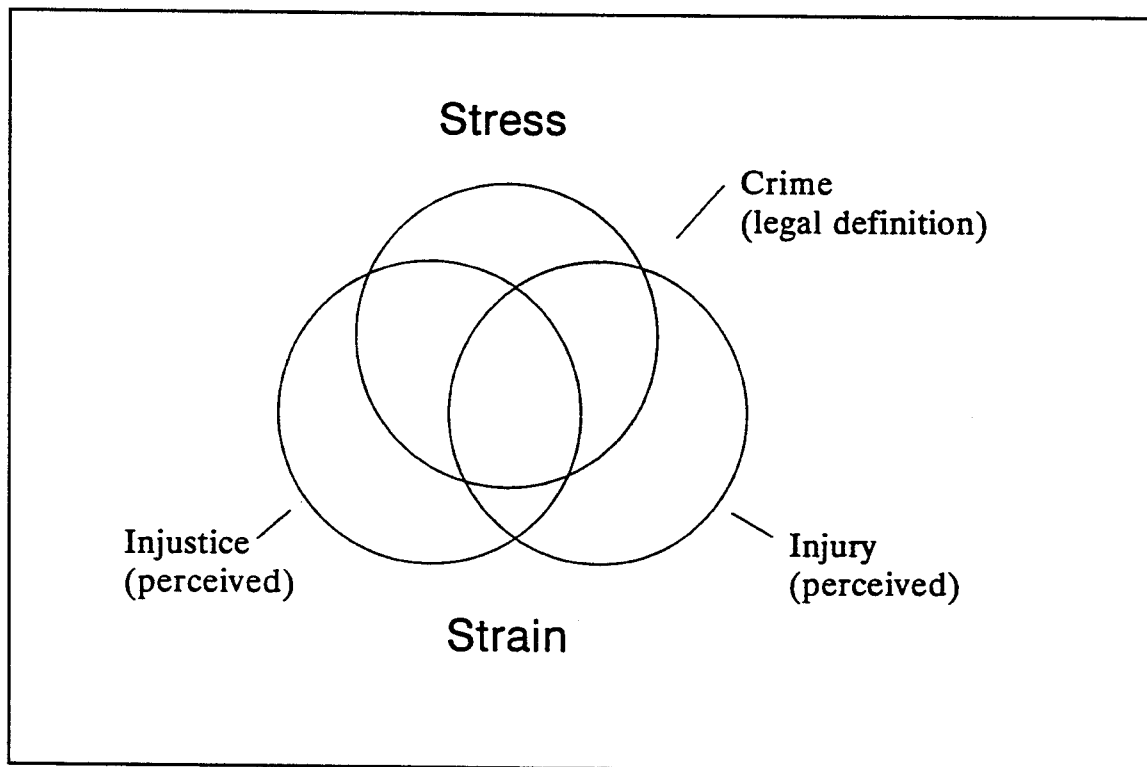 Stress
Crime
(legal definition)
Injustice
(perceived)
Injury
(perceived)
Strain